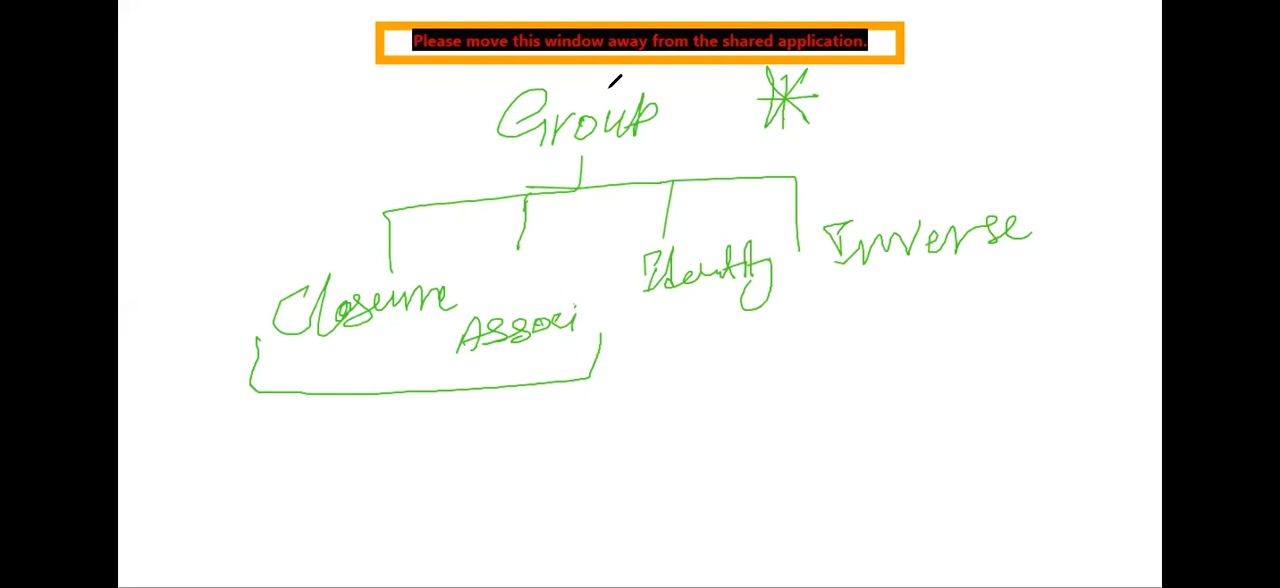 Please move this window away from the shared application.
Group *
Closure Associ Identity Inverse